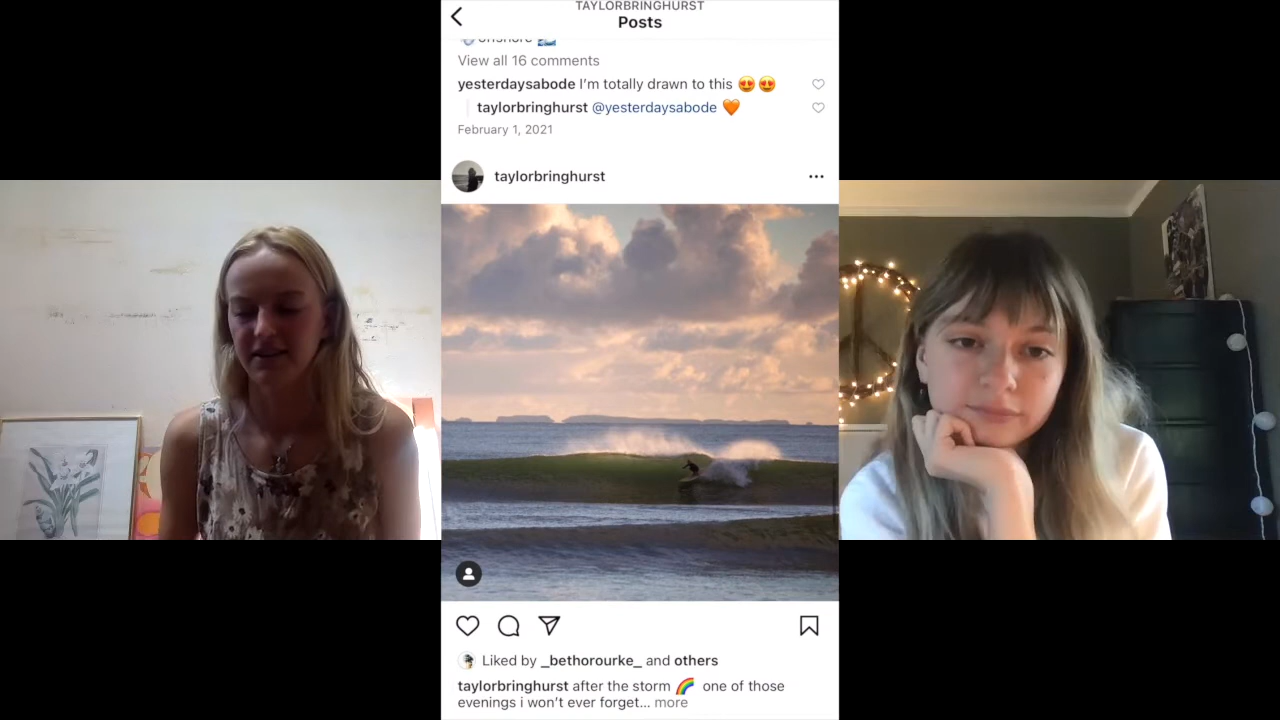 TAYLORBRINGHURST
Posts
offshore 🌊
View all 16 comments
yesterdaysabode I'm totally drawn to this 😍😍
taylorbringhurst @yesterdaysabode 🧡
February 1, 2021
taylorbringhurst
Liked by _bethorourke_ and others
taylorbringhurst after the storm 🌈 one of those
evenings i won't ever forget... more